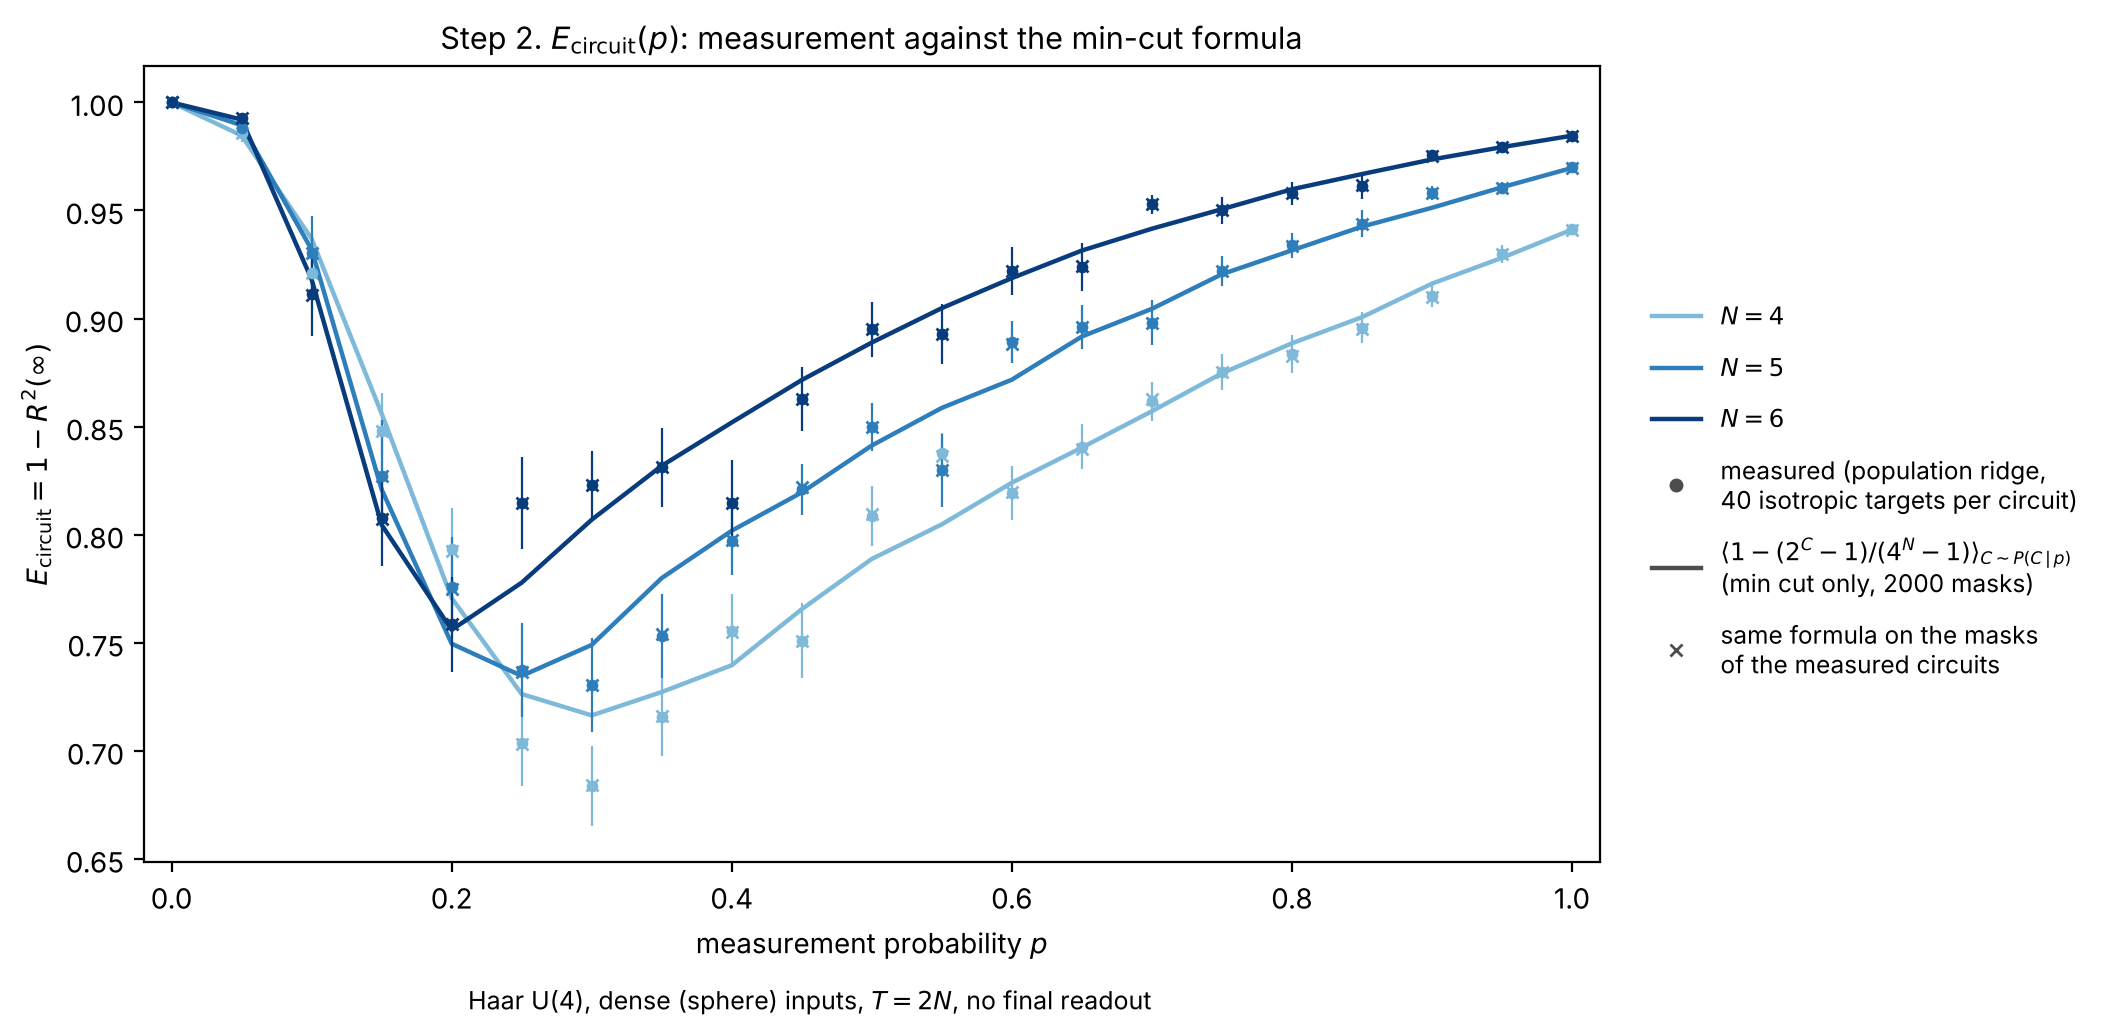 Step 2. E_circuit(p): measurement against the min-cut formula
E_circuit = 1 − R²(∞)
1.00
0.95
0.90
0.85
0.80
0.75
0.70
0.65
0.0
0.2
0.4
0.6
0.8
1.0
measurement probability p
Haar U(4), dense (sphere) inputs, T = 2N, no final readout
N = 4
N = 5
N = 6
measured (population ridge,
40 isotropic targets per circuit)
⟨1 − (2^C − 1)/(4^N − 1)⟩_{C ∼ P(C | p)}
(min cut only, 2000 masks)
same formula on the masks
of the measured circuits